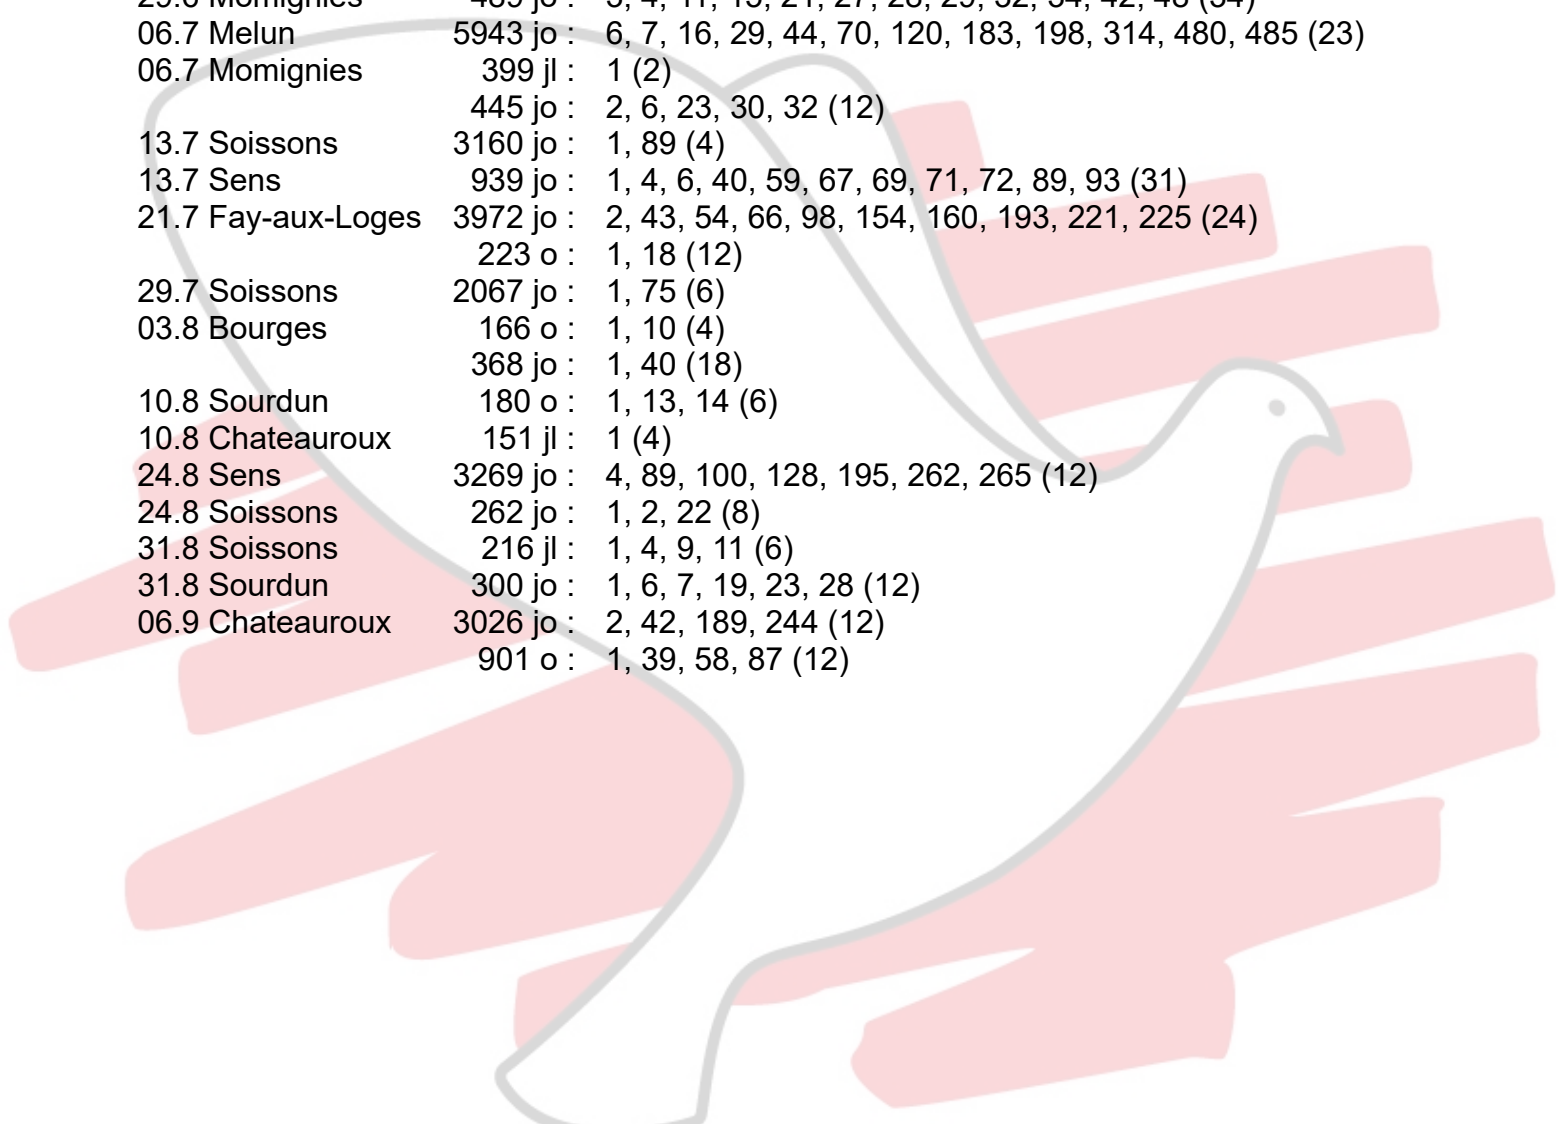 06.7 Melun 5943 jo : 6, 7, 16, 29, 44, 70, 120, 183, 198, 314, 480, 485 (23)
06.7 Momignies 399 jl : 1 (2)
445 jo : 2, 6, 23, 30, 32 (12)
13.7 Soissons 3160 jo : 1, 89 (4)
13.7 Sens 939 jo : 1, 4, 6, 40, 59, 67, 69, 71, 72, 89, 93 (31)
21.7 Fay-aux-Loges 3972 jo : 2, 43, 54, 66, 98, 154, 160, 193, 221, 225 (24)
223 o : 1, 18 (12)
29.7 Soissons 2067 jo : 1, 75 (6)
03.8 Bourges 166 o : 1, 10 (4)
368 jo : 1, 40 (18)
10.8 Sourdun 180 o : 1, 13, 14 (6)
10.8 Chateauroux 151 jl : 1 (4)
24.8 Sens 3269 jo : 4, 89, 100, 128, 195, 262, 265 (12)
24.8 Soissons 262 jo : 1, 2, 22 (8)
31.8 Soissons 216 jl : 1, 4, 9, 11 (6)
31.8 Sourdun 300 jo : 1, 6, 7, 19, 23, 28 (12)
06.9 Chateauroux 3026 jo : 2, 42, 189, 244 (12)
901 o : 1, 39, 58, 87 (12)